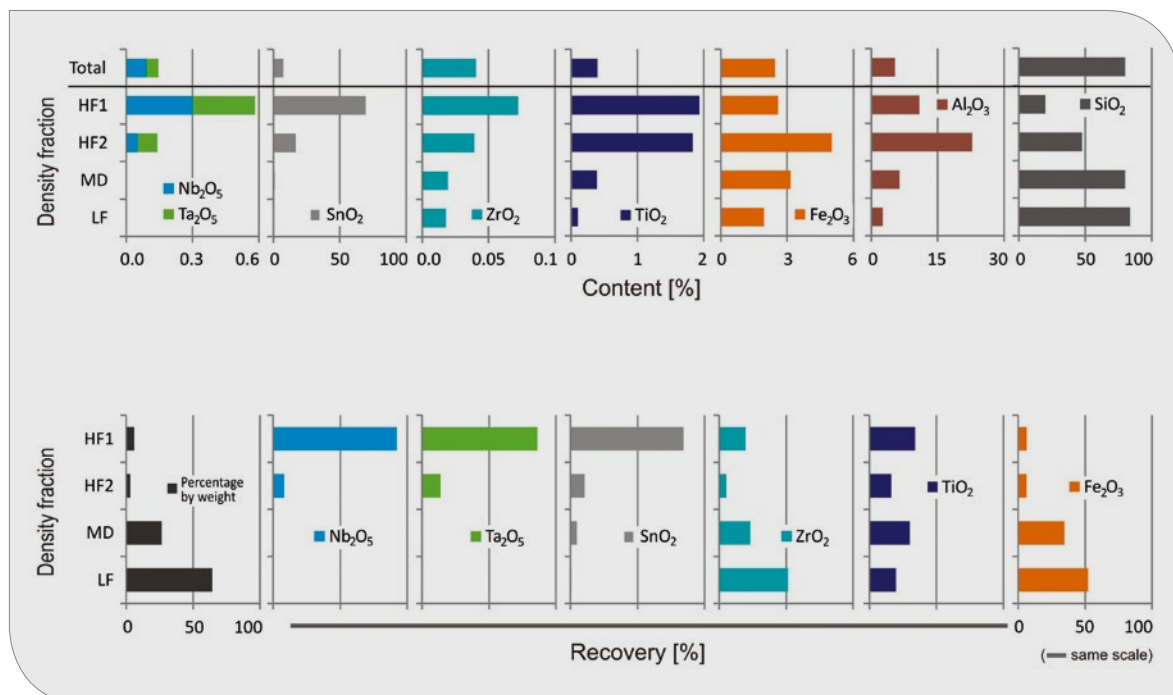 Density fraction
Total
HF1
HF2
MD
LF
Nb₂O₅
Ta₂O₅
SnO₂
ZrO₂
TiO₂
Fe₂O₃
Al₂O₃
SiO₂
0.0 0.3 0.6 0 50 100 0.0 0.05 0.1 0 1 2 0 3 6 0 15 30 0 50 100
Content [%]
Density fraction
HF1
HF2
MD
LF
Percentage
by weight
Nb₂O₅
Ta₂O₅
SnO₂
ZrO₂
TiO₂
Fe₂O₃
0 50 100
0 50 100
Recovery [%]
(— same scale)